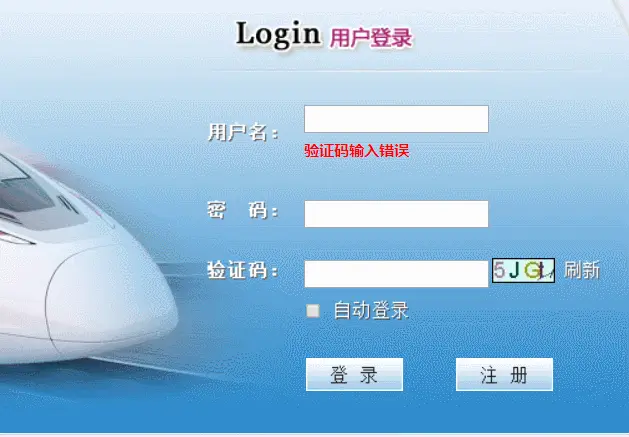 Login 用户登录
用户名：
验证码输入错误
密 码：
验证码： 5JGt 刷新
自动登录
登 录 注 册